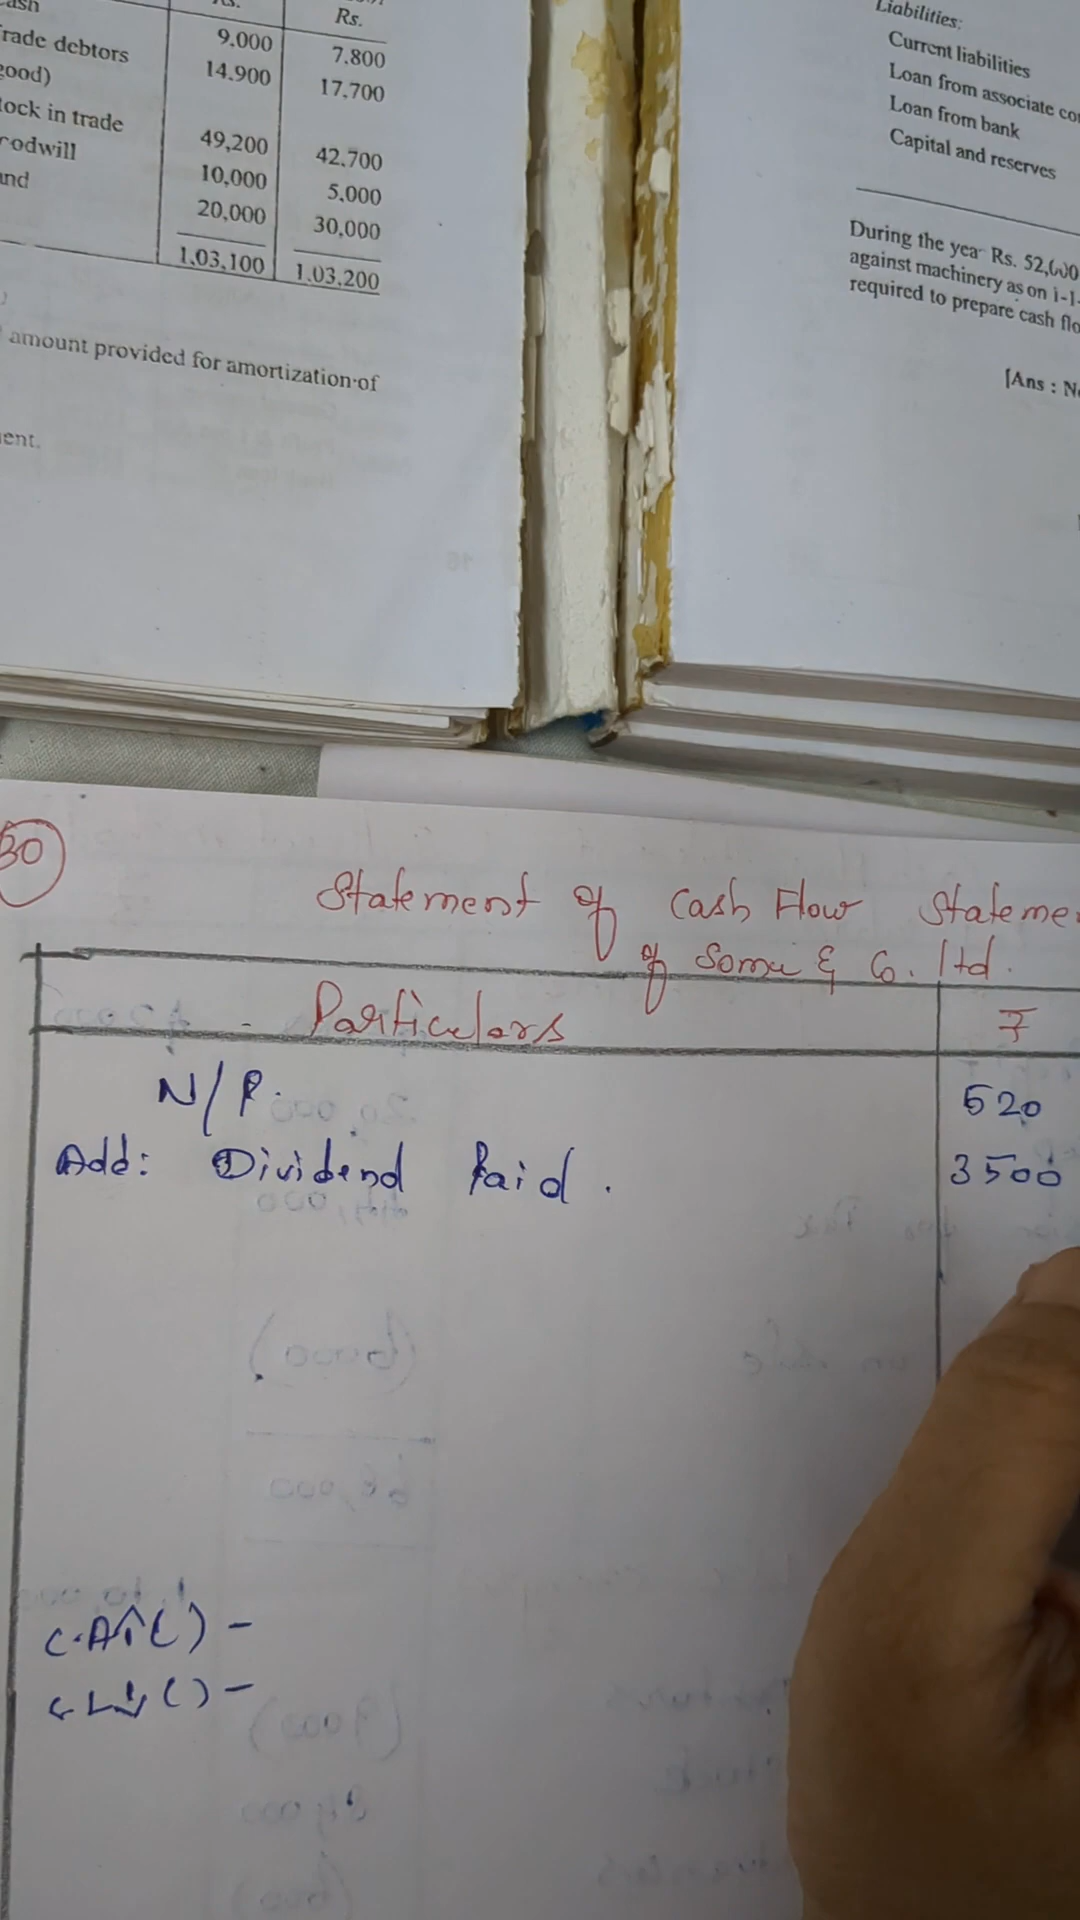 Rs.
9.000 7.800
rade debtors 14.900 17.700
good)
tock in trade 49,200 42.700
odwill 10,000 5.000
and 20,000 30,000
1,03,100 1,03,200
amount provided for amortization of
ent.
Liabilities:
Current liabilities
Loan from associate co
Loan from bank
Capital and reserves
During the year Rs. 52,000
against machinery as on 1-1-
required to prepare cash flo
[Ans : N
30
Statement of Cash Flow Stateme
of Somu & Co. ltd.
Particulars ₹
N/P. 520
Add: Dividend Paid. 3500
C.A↑( ) -
C.L↓( ) -